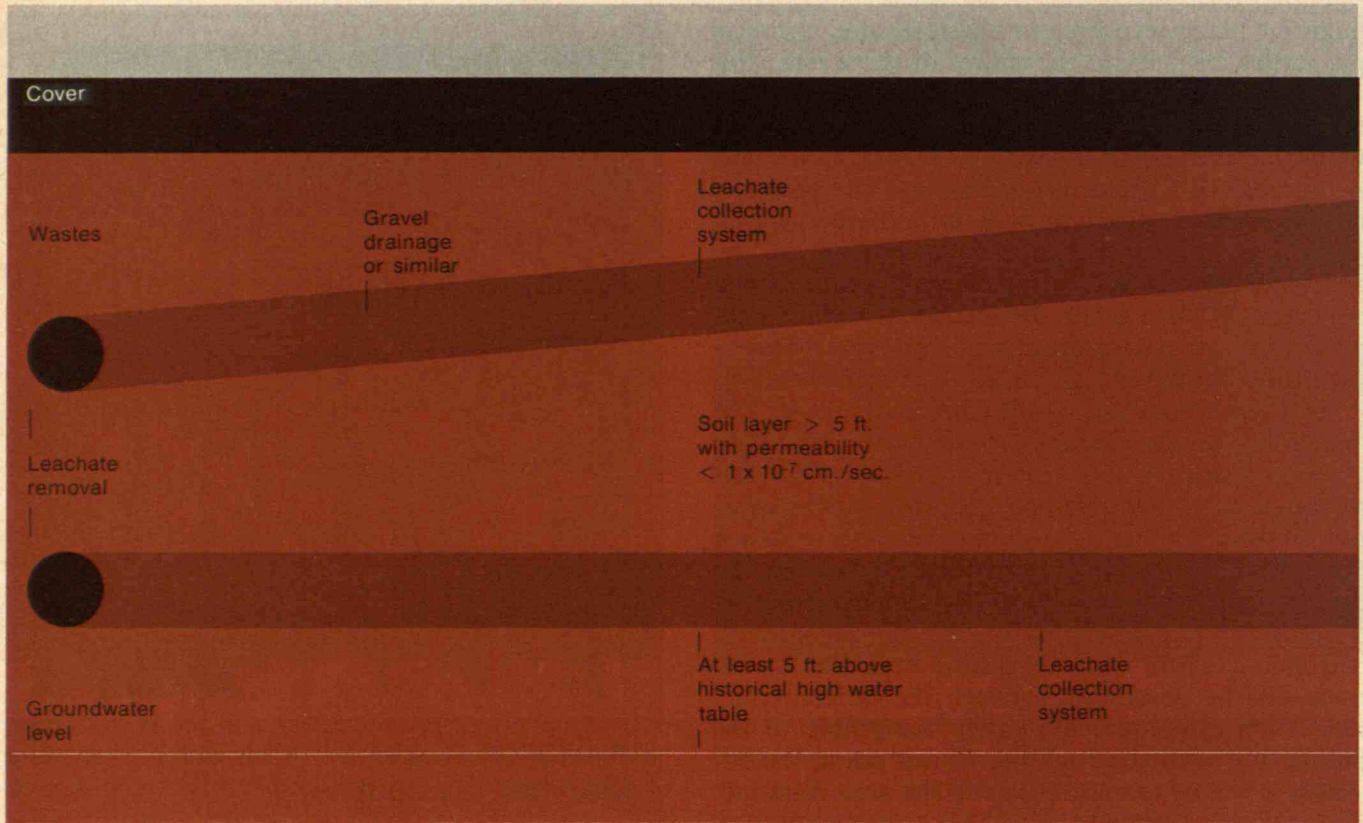 Cover
Wastes
Gravel
drainage
or similar
Leachate
collection
system
Leachate
removal
Soil layer > 5 ft.
with permeability
< 1 x 10⁻⁷ cm./sec.
Groundwater
level
At least 5 ft. above
historical high water
table
Leachate
collection
system